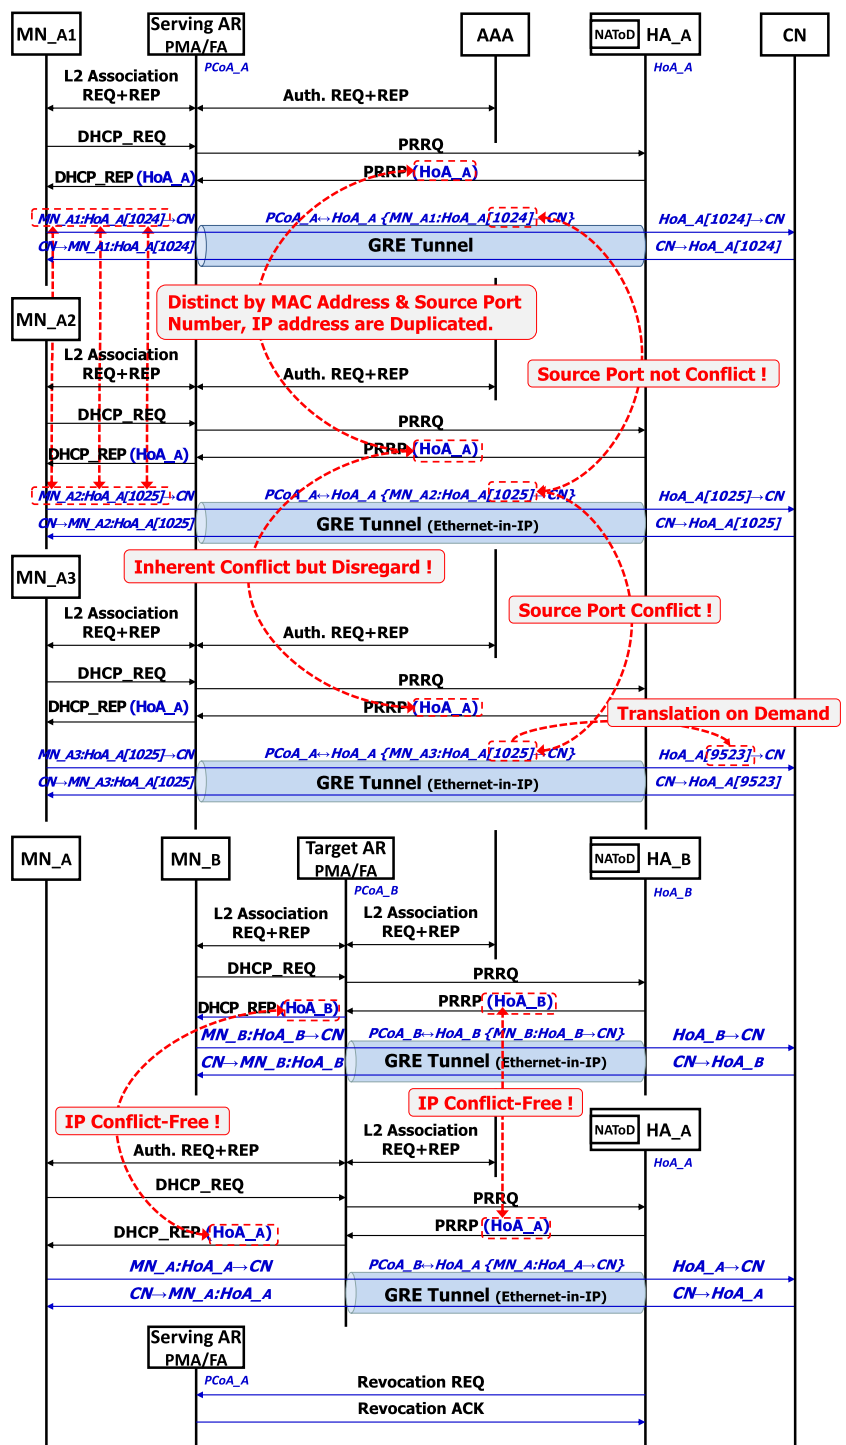 MN_A1
Serving AR
PMA/FA
AAA
NAToD
HA_A
CN
PCoA_A
HoA_A
L2 Association
REQ+REP
Auth. REQ+REP
DHCP_REQ
PRRQ
DHCP_REP (HoA_A)
PRRP (HoA_A)
MN_A1:HoA_A[1024]→CN
PCoA_A↔HoA_A {MN_A1:HoA_A[1024]→CN}
HoA_A[1024]→CN
CN→MN_A1:HoA_A[1024]
GRE Tunnel
CN→HoA_A[1024]
Distinct by MAC Address & Source Port
Number, IP address are Duplicated.
MN_A2
L2 Association
REQ+REP
Auth. REQ+REP
Source Port not Conflict !
DHCP_REQ
PRRQ
DHCP_REP (HoA_A)
PRRP (HoA_A)
MN_A2:HoA_A[1025]→CN
PCoA_A↔HoA_A {MN_A2:HoA_A[1025]→CN}
HoA_A[1025]→CN
CN→MN_A2:HoA_A[1025]
GRE Tunnel (Ethernet-in-IP)
CN→HoA_A[1025]
Inherent Conflict but Disregard !
MN_A3
L2 Association
REQ+REP
Auth. REQ+REP
Source Port Conflict !
DHCP_REQ
PRRQ
DHCP_REP (HoA_A)
PRRP (HoA_A)
Translation on Demand
MN_A3:HoA_A[1025]→CN
PCoA_A↔HoA_A {MN_A3:HoA_A[1025]→CN}
HoA_A[9523]→CN
CN→MN_A3:HoA_A[1025]
GRE Tunnel (Ethernet-in-IP)
CN→HoA_A[9523]
MN_A
MN_B
Target AR
PMA/FA
NAToD
HA_B
PCoA_B
HoA_B
L2 Association
REQ+REP
L2 Association
REQ+REP
DHCP_REQ
PRRQ
DHCP_REP (HoA_B)
PRRP (HoA_B)
MN_B:HoA_B→CN
PCoA_B↔HoA_B {MN_B:HoA_B→CN}
HoA_B→CN
CN→MN_B:HoA_B
GRE Tunnel (Ethernet-in-IP)
CN→HoA_B
IP Conflict-Free !
IP Conflict-Free !
NAToD
HA_A
HoA_A
Auth. REQ+REP
L2 Association
REQ+REP
DHCP_REQ
PRRQ
DHCP_REP (HoA_A)
PRRP (HoA_A)
MN_A:HoA_A→CN
PCoA_B↔HoA_A {MN_A:HoA_A→CN}
HoA_A→CN
CN→MN_A:HoA_A
GRE Tunnel (Ethernet-in-IP)
CN→HoA_A
Serving AR
PMA/FA
PCoA_A
Revocation REQ
Revocation ACK